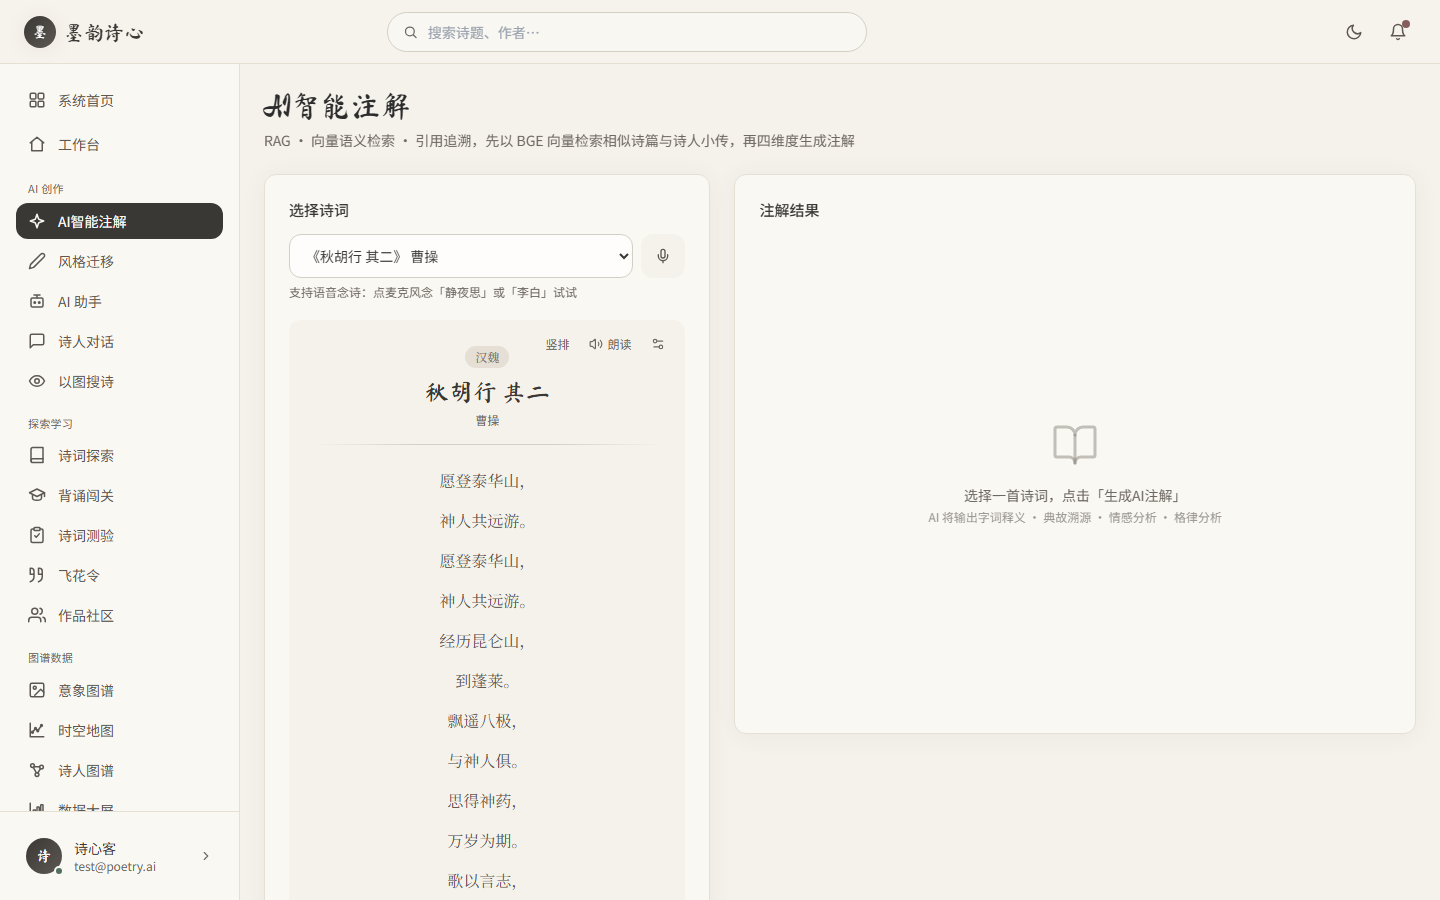 墨 墨韵诗心
搜索诗题、作者…
系统首页
工作台
AI 创作
AI智能注解
风格迁移
AI 助手
诗人对话
以图搜诗
探索学习
诗词探索
背诵闯关
诗词测验
飞花令
作品社区
图谱数据
意象图谱
时空地图
诗人图谱
数据大屏
诗
诗心客
test@poetry.ai
AI智能注解
RAG · 向量语义检索 · 引用追溯，先以 BGE 向量检索相似诗篇与诗人小传，再四维度生成注解
选择诗词
《秋胡行 其二》 曹操
支持语音念诗：点麦克风念「静夜思」或「李白」试试
竖排 朗读
汉魏
秋胡行 其二
曹操
愿登泰华山，
神人共远游。
愿登泰华山，
神人共远游。
经历昆仑山，
到蓬莱。
飘遥八极，
与神人俱。
思得神药，
万岁为期。
歌以言志，
注解结果
选择一首诗词，点击「生成AI注解」
AI 将输出字词释义 · 典故溯源 · 情感分析 · 格律分析